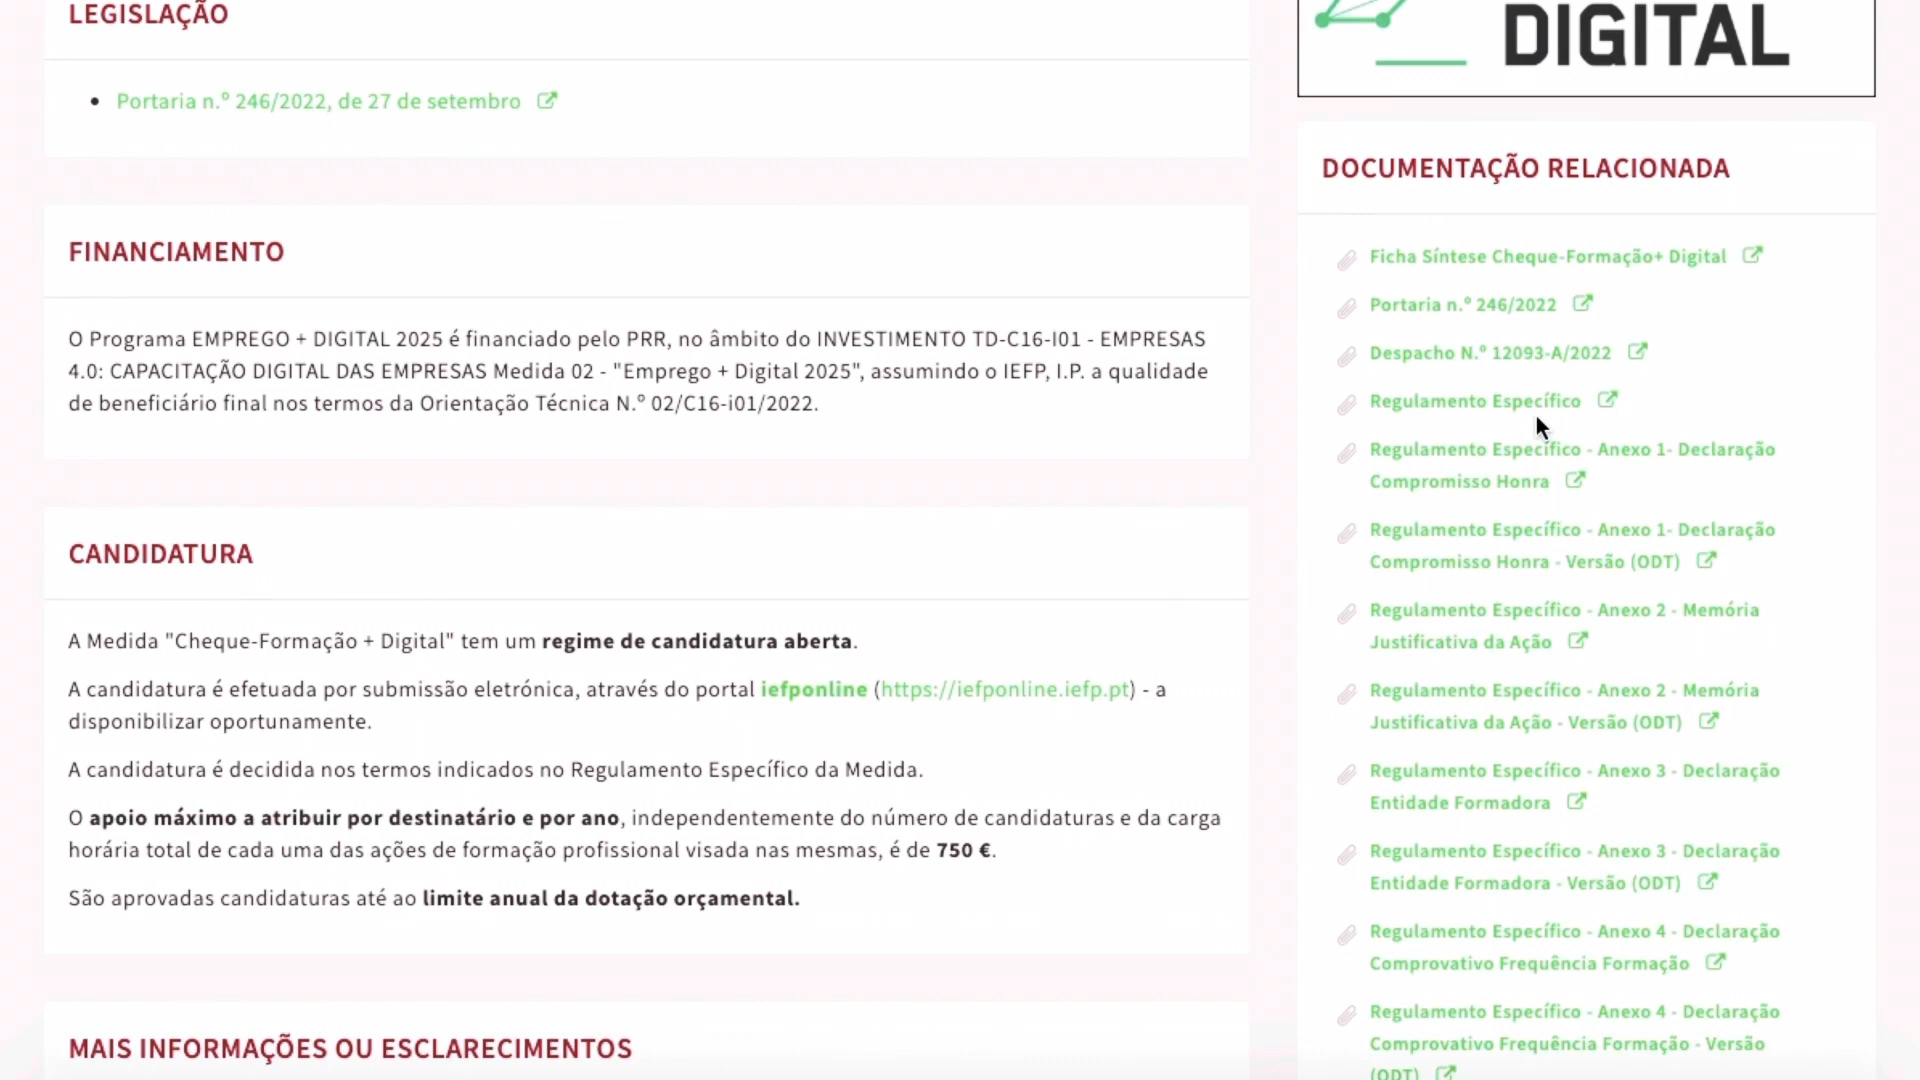 LEGISLAÇÃO
Portaria n.º 246/2022, de 27 de setembro
FINANCIAMENTO
O Programa EMPREGO + DIGITAL 2025 é financiado pelo PRR, no âmbito do INVESTIMENTO TD-C16-I01 - EMPRESAS
4.0: CAPACITAÇÃO DIGITAL DAS EMPRESAS Medida 02 - "Emprego + Digital 2025", assumindo o IEFP, I.P. a qualidade
de beneficiário final nos termos da Orientação Técnica N.º 02/C16-i01/2022.
CANDIDATURA
A Medida "Cheque-Formação + Digital" tem um regime de candidatura aberta.
A candidatura é efetuada por submissão eletrónica, através do portal iefponline (https://iefponline.iefp.pt) - a
disponibilizar oportunamente.
A candidatura é decidida nos termos indicados no Regulamento Específico da Medida.
O apoio máximo a atribuir por destinatário e por ano, independentemente do número de candidaturas e da carga
horária total de cada uma das ações de formação profissional visada nas mesmas, é de 750 €.
São aprovadas candidaturas até ao limite anual da dotação orçamental.
MAIS INFORMAÇÕES OU ESCLARECIMENTOS
DIGITAL
DOCUMENTAÇÃO RELACIONADA
Ficha Síntese Cheque-Formação+ Digital
Portaria n.º 246/2022
Despacho N.º 12093-A/2022
Regulamento Específico
Regulamento Específico - Anexo 1- Declaração
Compromisso Honra
Regulamento Específico - Anexo 1- Declaração
Compromisso Honra - Versão (ODT)
Regulamento Específico - Anexo 2 - Memória
Justificativa da Ação
Regulamento Específico - Anexo 2 - Memória
Justificativa da Ação - Versão (ODT)
Regulamento Específico - Anexo 3 - Declaração
Entidade Formadora
Regulamento Específico - Anexo 3 - Declaração
Entidade Formadora - Versão (ODT)
Regulamento Específico - Anexo 4 - Declaração
Comprovativo Frequência Formação
Regulamento Específico - Anexo 4 - Declaração
Comprovativo Frequência Formação - Versão
(ODT)